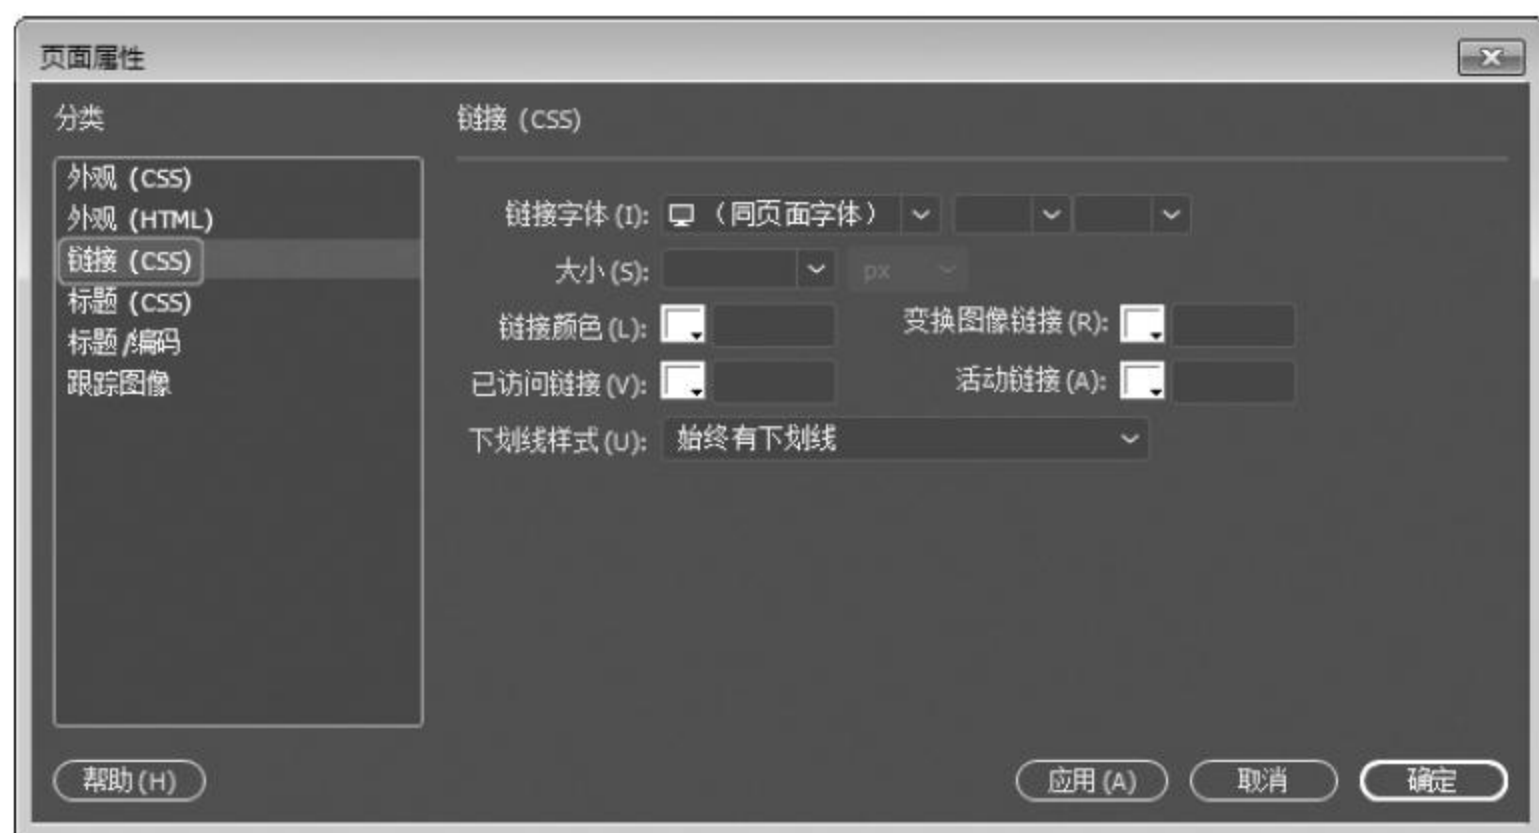 页面属性
分类
外观 (CSS)
外观 (HTML)
链接 (CSS)
标题 (CSS)
标题/编码
跟踪图像
链接 (CSS)
链接字体(I): (同页面字体)
大小(S): px
链接颜色(L): 变换图像链接(R):
已访问链接(V): 活动链接(A):
下划线样式(U): 始终有下划线
帮助(H) 应用(A) 取消 确定